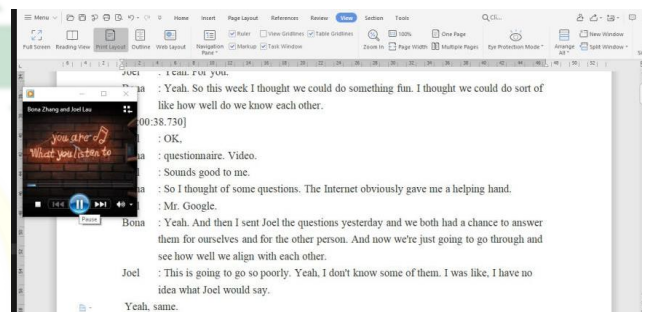 Menu Home Insert Page Layout References Review View Section Tools
Ruler View Gridlines Table Gridlines 100% One Page New Window
Full Screen Reading View Print Layout Outline Web Layout Navigation Pane Markup Task Window Zoom In Page Width Multiple Pages Eye Protection Mode Arrange All Split Window
Joel : Yeah. For you.
: Yeah. So this week I thought we could do something fun. I thought we could do sort of
like how well do we know each other.
Bona Zhang and Joel Lau
00:38.730]
you are
What you listen to
: OK,
: questionnaire. Video.
: Sounds good to me.
: So I thought of some questions. The Internet obviously gave me a helping hand.
: Mr. Google.
Pause
Bona : Yeah. And then I sent Joel the questions yesterday and we both had a chance to answer
them for ourselves and for the other person. And now we're just going to go through and
see how well we align with each other.
Joel : This is going to go so poorly. Yeah, I don't know some of them. I was like, I have no
idea what Joel would say.
Yeah, same.